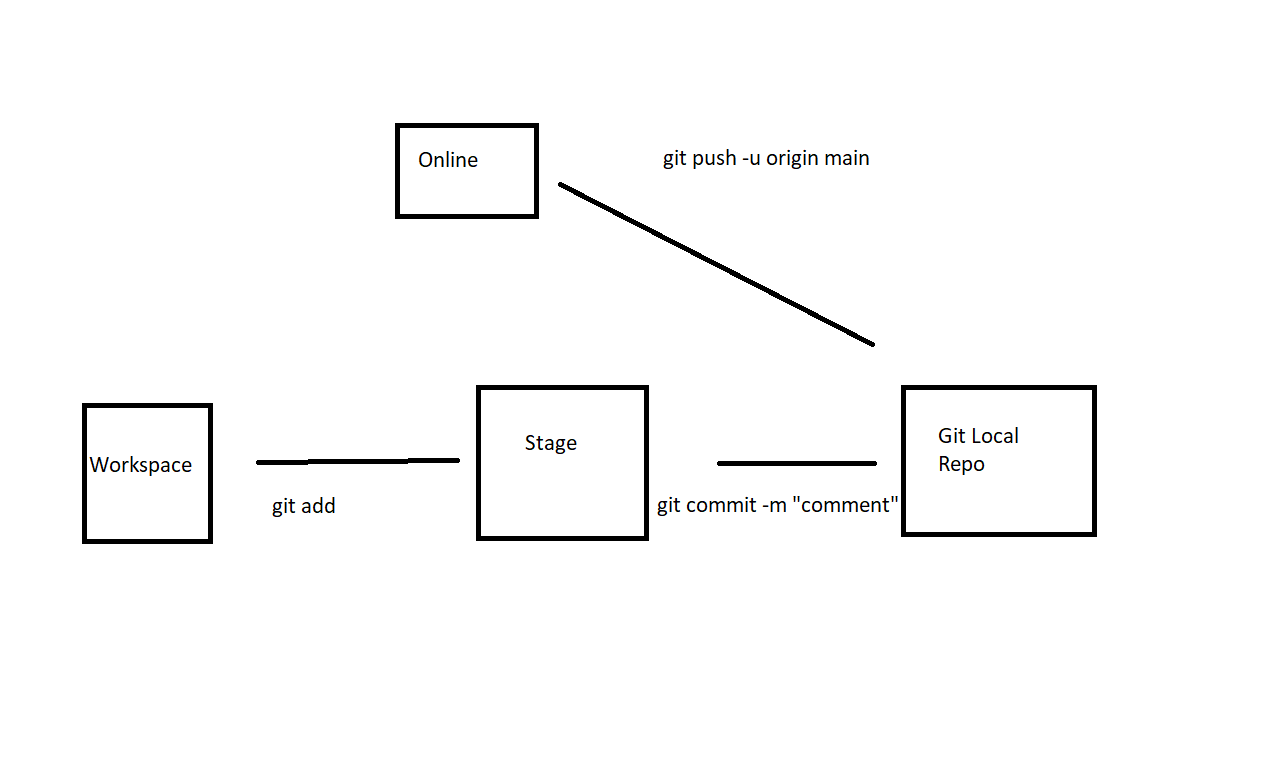 Online
git push -u origin main
Workspace
git add
Stage
git commit -m "comment"
Git Local
Repo